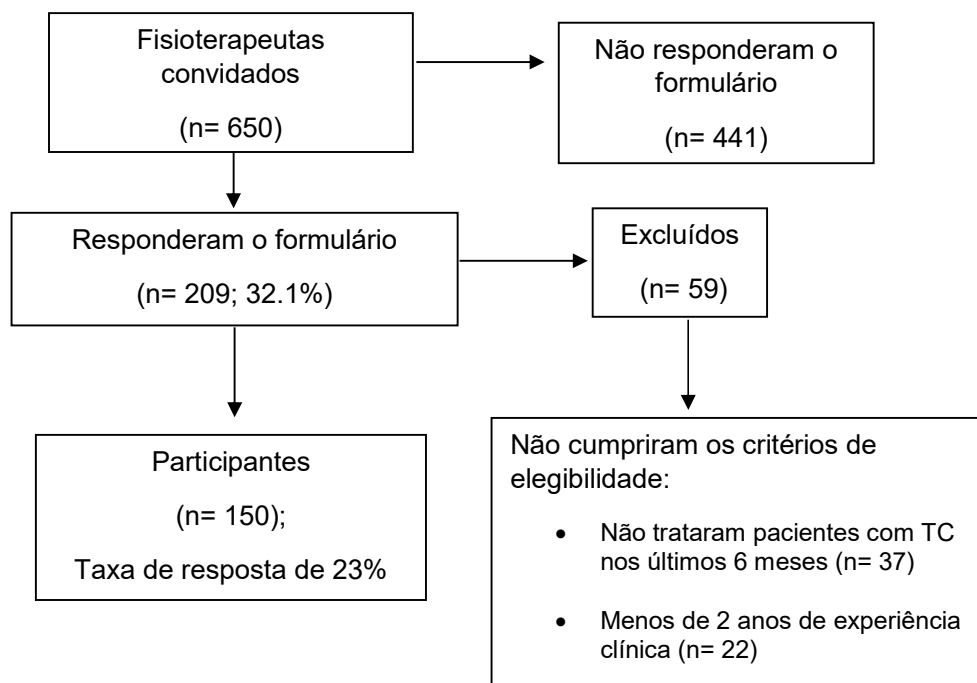 Fisioterapeutas
convidados
(n= 650)
Não responderam o
formulário
(n= 441)
Responderam o formulário
(n= 209; 32.1%)
Excluídos
(n= 59)
Participantes
(n= 150);
Taxa de resposta de 23%
Não cumpriram os critérios de
elegibilidade:
• Não trataram pacientes com TC
nos últimos 6 meses (n= 37)
• Menos de 2 anos de experiência
clínica (n= 22)